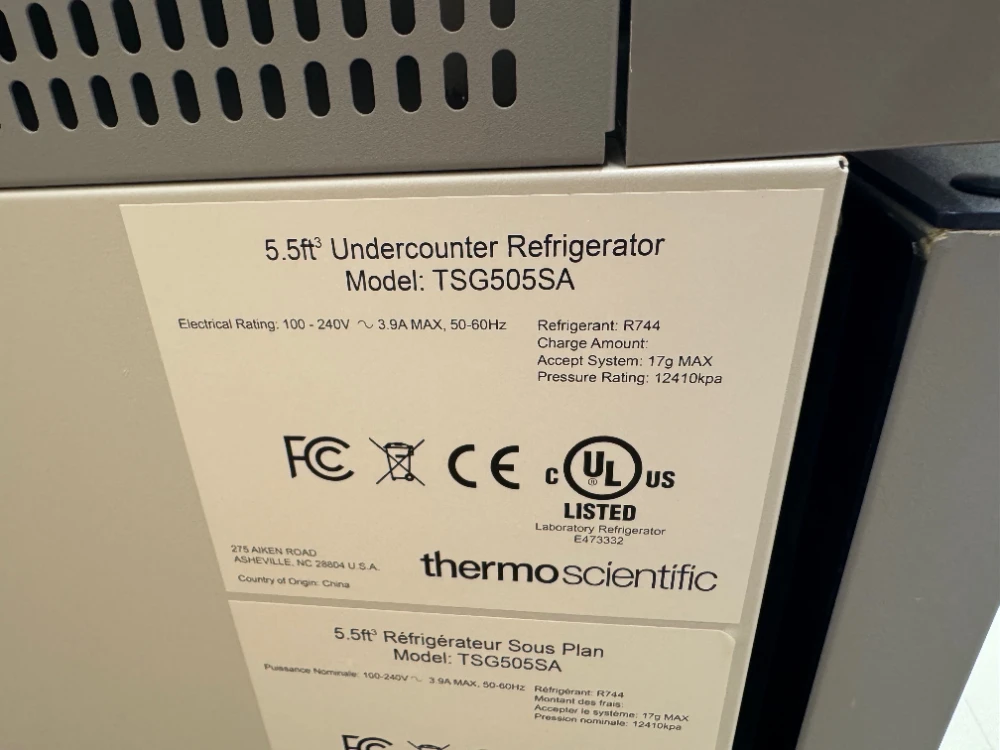 5.5ft³ Undercounter Refrigerator
Model: TSG505SA
Electrical Rating: 100 - 240V ∿ 3.9A MAX, 50-60Hz
Refrigerant: R744
Charge Amount:
Accept System: 17g MAX
Pressure Rating: 12410kpa
FC
CE
c UL® US
LISTED
Laboratory Refrigerator
E473332
275 AIKEN ROAD
ASHEVILLE, NC 28804 U.S.A.
Country of Origin: China
thermoscientific
5.5ft³ Réfrigérateur Sous Plan
Model: TSG505SA
Puissance Nominale: 100-240V ∿ 3.9A MAX, 50-60Hz
Réfrigérant: R744
Montant des frais:
Accepter le système: 17g MAX
Pression nominale: 12410kpa
FC